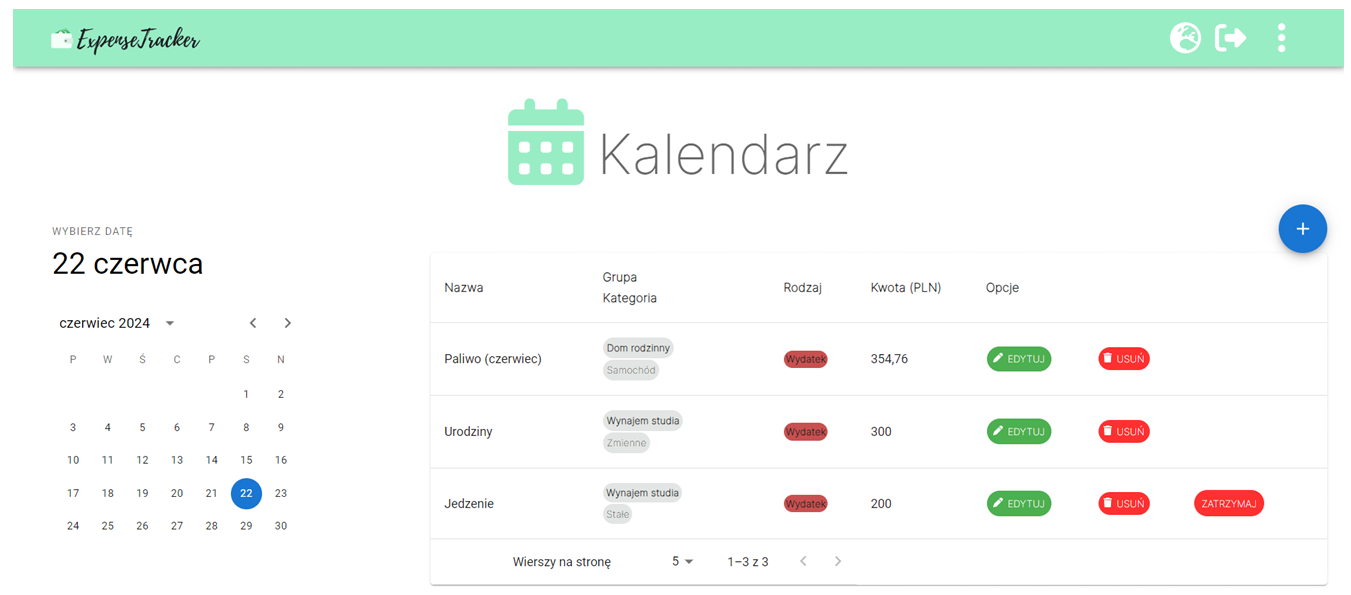 ExpenseTracker
Kalendarz
WYBIERZ DATĘ
22 czerwca
czerwiec 2024
P W Ś C P S N
1 2
3 4 5 6 7 8 9
10 11 12 13 14 15 16
17 18 19 20 21 22 23
24 25 26 27 28 29 30
+
Nazwa Grupa Kategoria Rodzaj Kwota (PLN) Opcje
Paliwo (czerwiec) Dom rodzinny Samochód Wydatek 354,76 EDYTUJ USUŃ
Urodziny Wynajem studia Zmienne Wydatek 300 EDYTUJ USUŃ
Jedzenie Wynajem studia Stałe Wydatek 200 EDYTUJ USUŃ ZATRZYMAJ
Wierszy na stronę 5 1–3 z 3